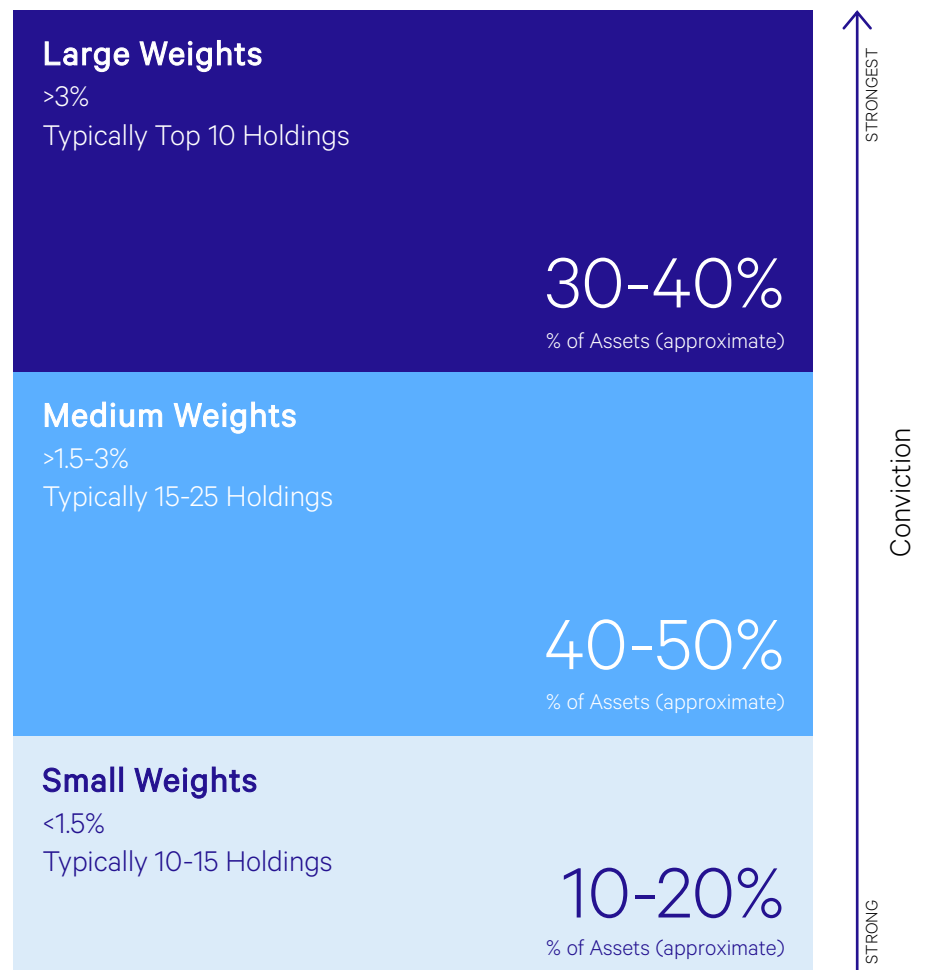 Large Weights
>3%
Typically Top 10 Holdings
30-40%
% of Assets (approximate)
Medium Weights
>1.5-3%
Typically 15-25 Holdings
40-50%
% of Assets (approximate)
Small Weights
<1.5%
Typically 10-15 Holdings
10-20%
% of Assets (approximate)
STRONGEST
Conviction
STRONG